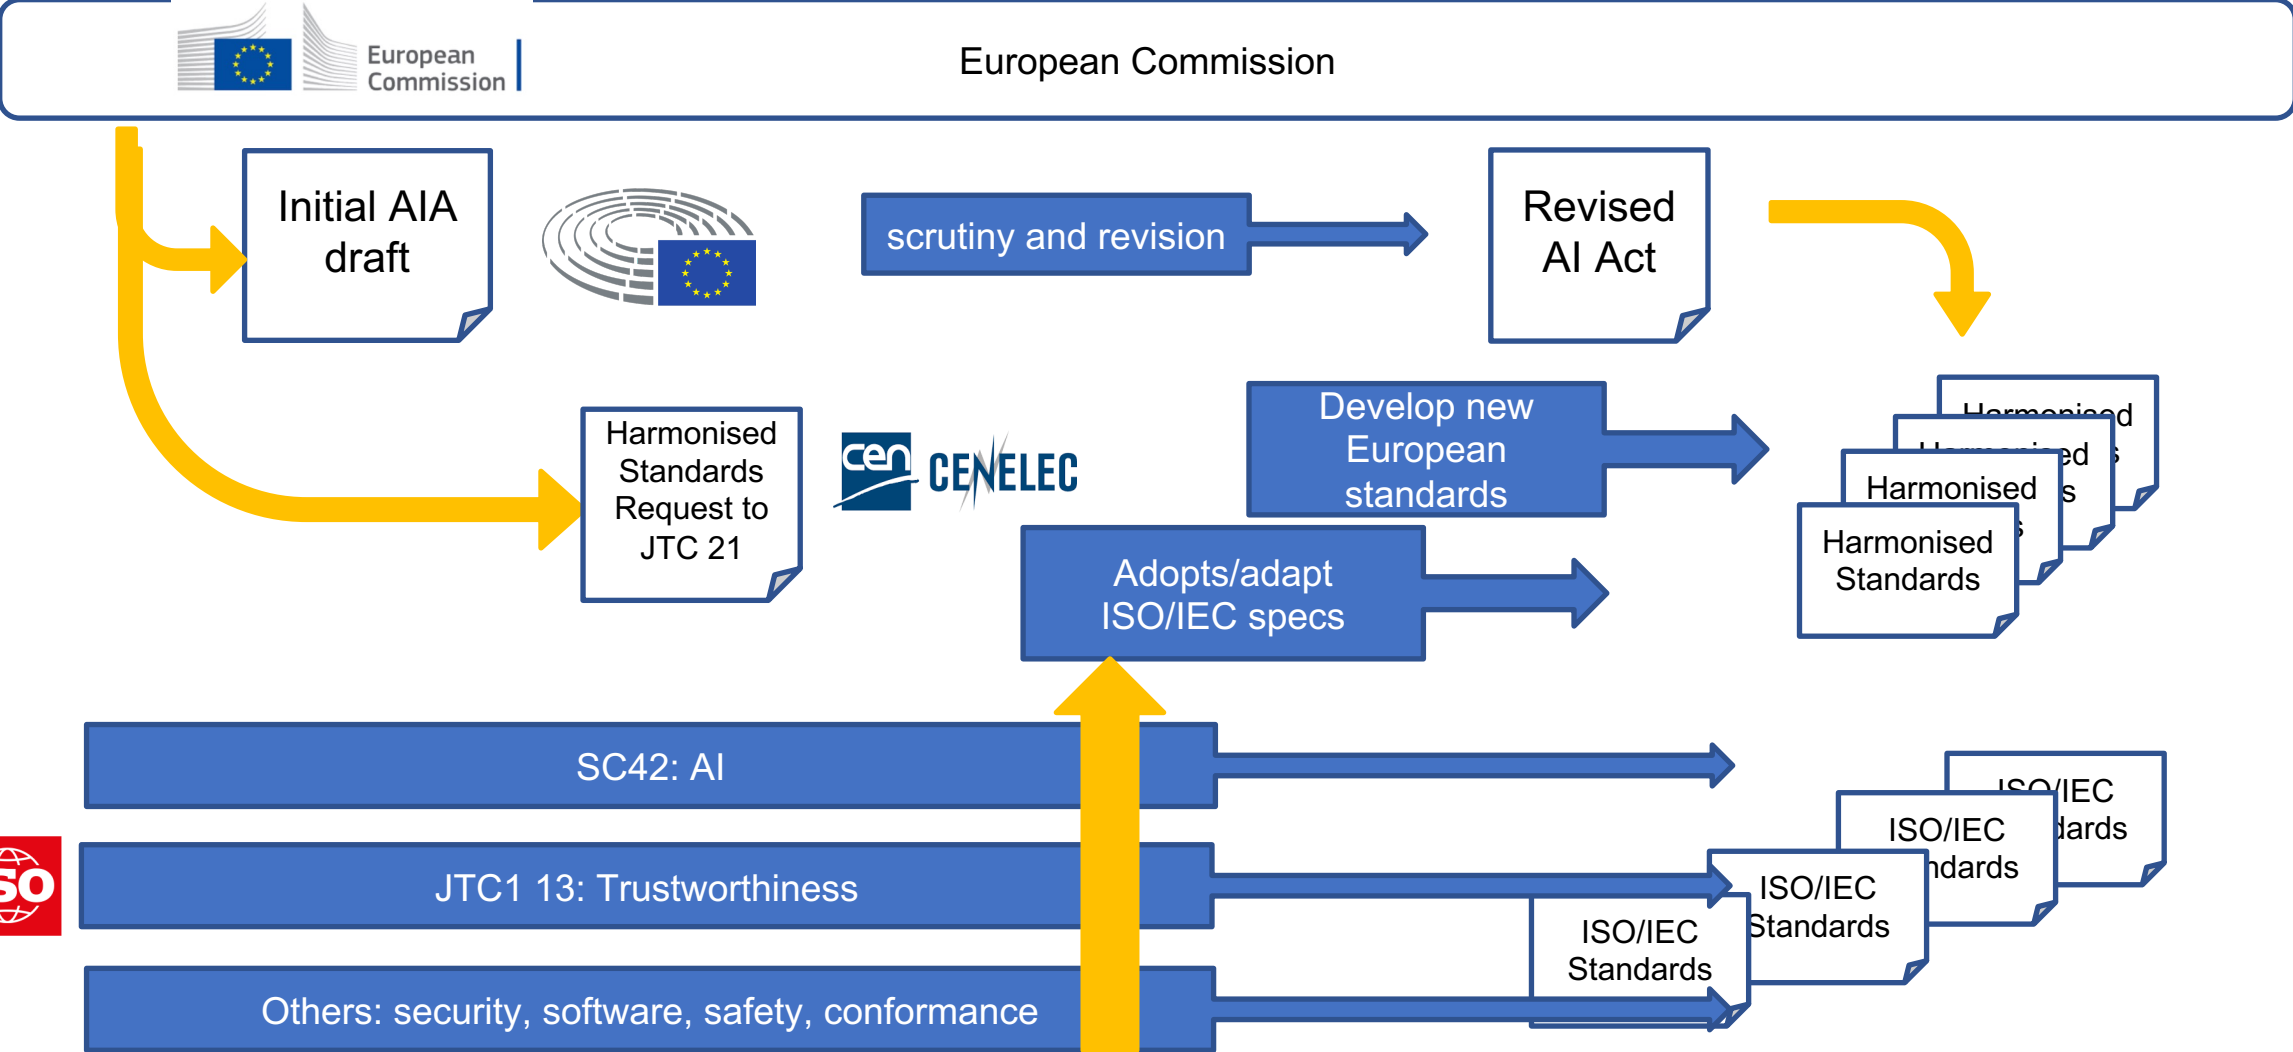 European
Commission
European Commission
Initial AIA
draft
scrutiny and revision
Revised
AI Act
Harmonised
Standards
Request to
JTC 21
cen
CENELEC
Develop new
European
standards
Adopts/adapt
ISO/IEC specs
Harmonised
Harmonised
Standards
SC42: AI
JTC1 13: Trustworthiness
Others: security, software, safety, conformance
ISO/IEC
ISO/IEC
ISO/IEC
Standards
ISO/IEC
Standards